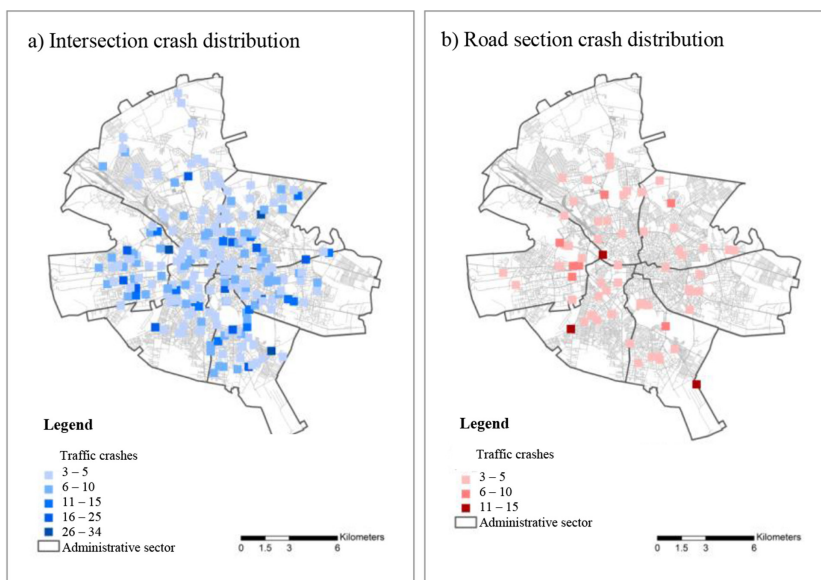 a) Intersection crash distribution
Legend
Traffic crashes
3 – 5
6 – 10
11 – 15
16 – 25
26 – 34
Administrative sector
Kilometers
0 1.5 3 6
b) Road section crash distribution
Legend
Traffic crashes
3 – 5
6 – 10
11 – 15
Administrative sector
Kilometers
0 1.5 3 6